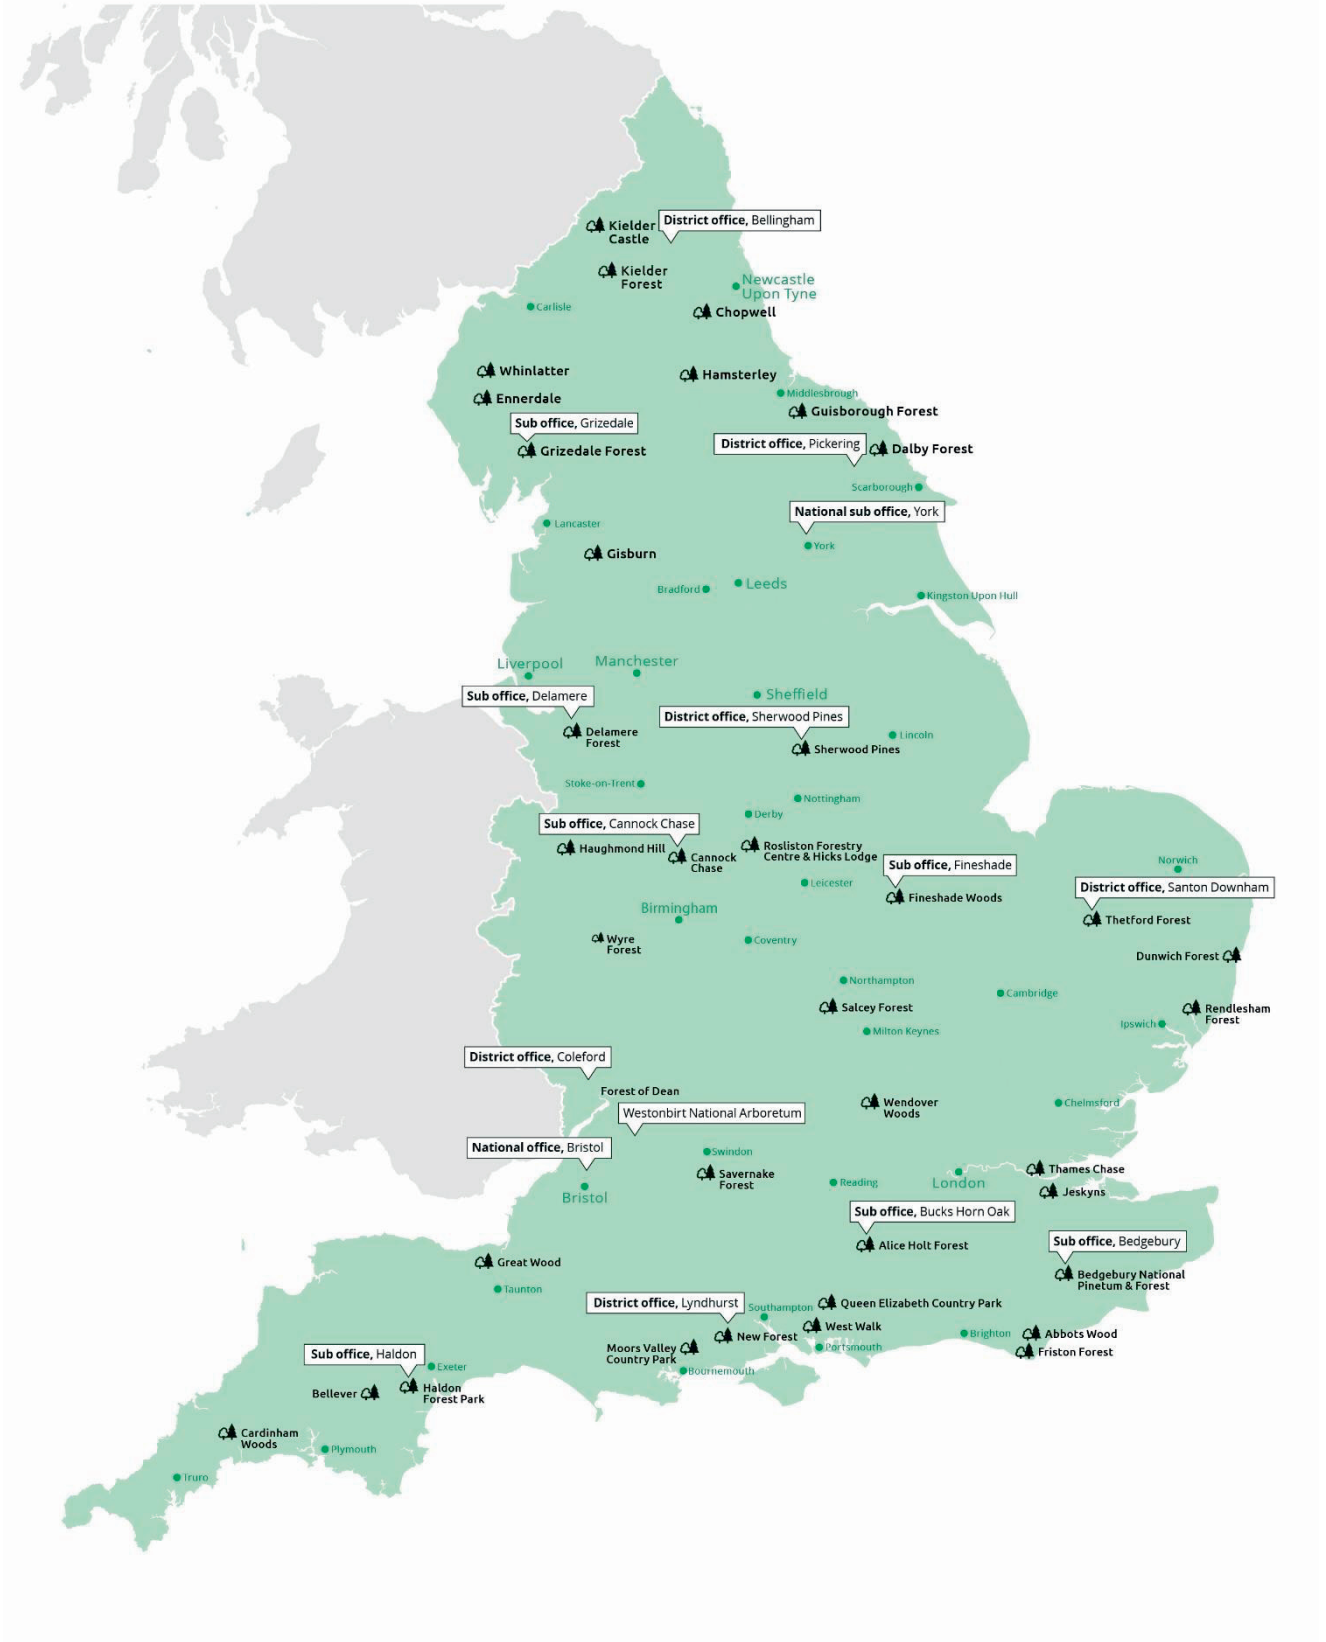 District office, Bellingham
Kielder
Castle
Kielder
Forest
Newcastle
Upon Tyne
Carlisle
Chopwell
Whinlatter
Hamsterley
Ennerdale
Middlesbrough
Guisborough Forest
Sub office, Grizedale
Grizedale Forest
District office, Pickering
Dalby Forest
Scarborough
National sub office, York
Lancaster
York
Gisburn
Bradford
Leeds
Kingston Upon Hull
Liverpool
Manchester
Sheffield
Sub office, Delamere
District office, Sherwood Pines
Delamere
Forest
Lincoln
Sherwood Pines
Stoke-on-Trent
Nottingham
Derby
Sub office, Cannock Chase
Haughmond Hill
Cannock
Chase
Rosliston Forestry
Centre & Hicks Lodge
Sub office, Fineshade
Norwich
Leicester
Fineshade Woods
District office, Santon Downham
Thetford Forest
Birmingham
Wyre
Forest
Coventry
Dunwich Forest
Northampton
Cambridge
Salcey Forest
Rendlesham
Forest
Ipswich
Milton Keynes
District office, Coleford
Forest of Dean
Wendover
Woods
Chelmsford
Westonbirt National Arboretum
National office, Bristol
Swindon
Savernake
Forest
Thames Chase
Reading
London
Jeskyns
Bristol
Sub office, Bucks Horn Oak
Alice Holt Forest
Sub office, Bedgebury
Great Wood
Bedgebury National
Pinetum & Forest
Taunton
District office, Lyndhurst
Southampton
Queen Elizabeth Country Park
West Walk
New Forest
Brighton
Abbots Wood
Moors Valley
Country Park
Portsmouth
Friston Forest
Sub office, Haldon
Exeter
Bournemouth
Bellever
Haldon
Forest Park
Cardinham
Woods
Plymouth
Truro